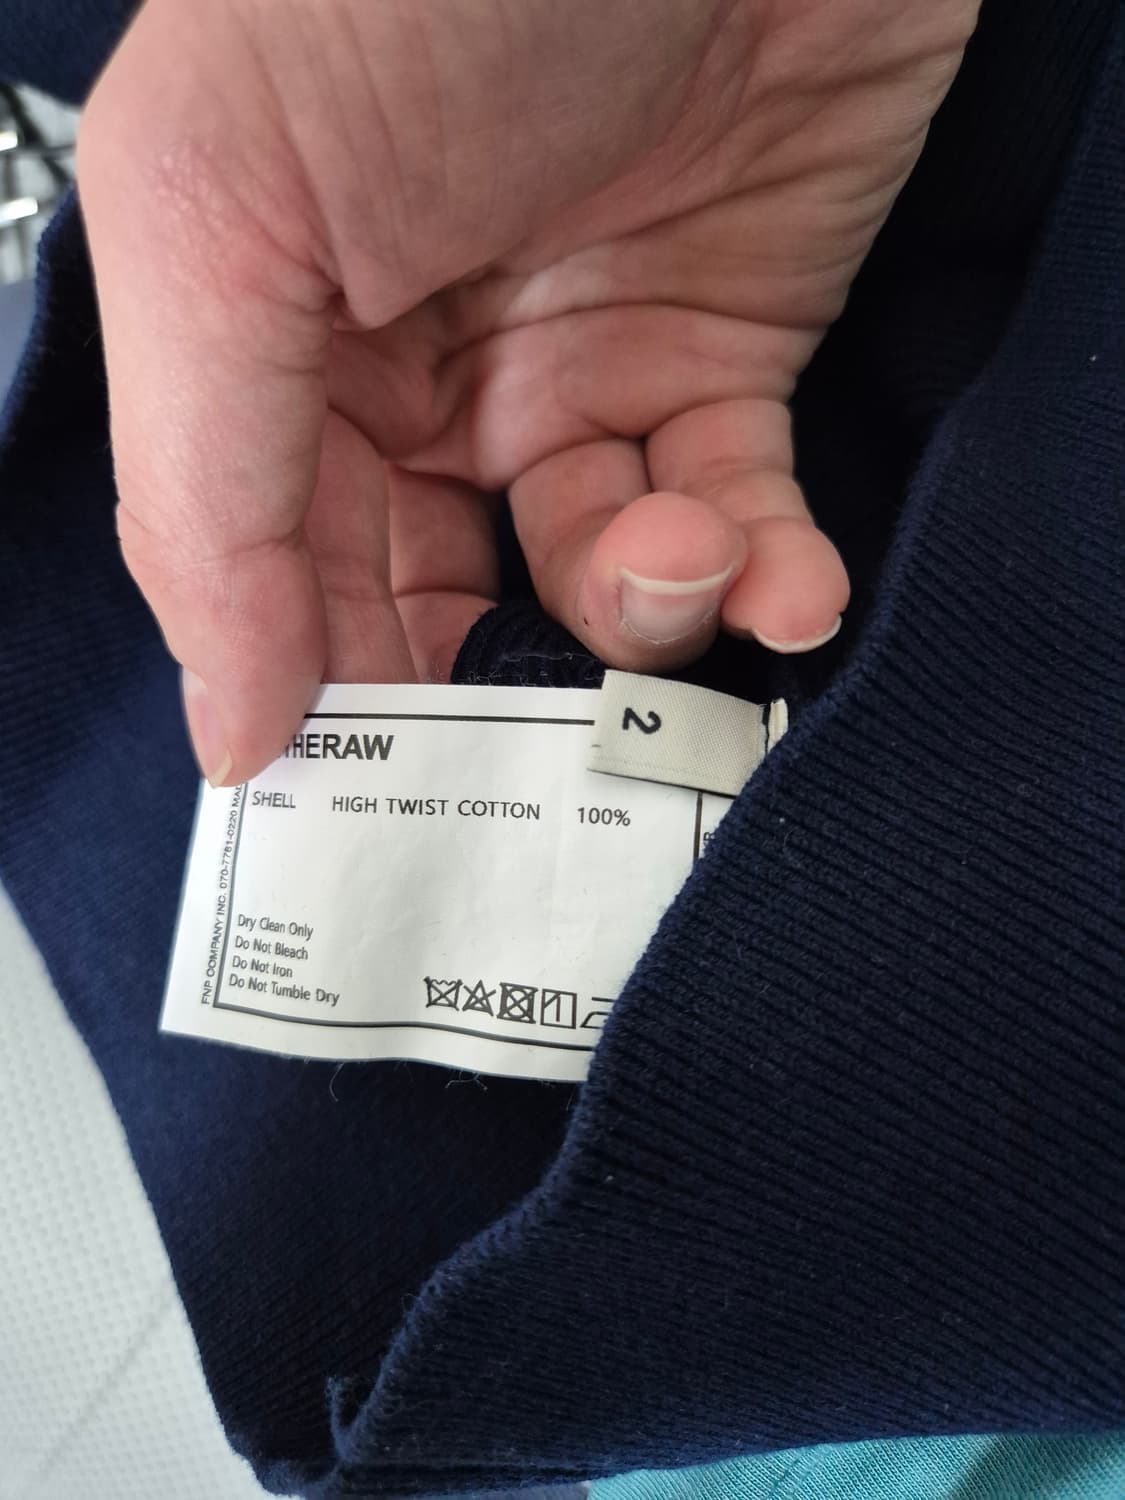 THERAW
2
SHELL HIGH TWIST COTTON 100%
Dry Clean Only
Do Not Bleach
Do Not Iron
Do Not Tumble Dry
FNP COMPANY INC. 070-7781-0220